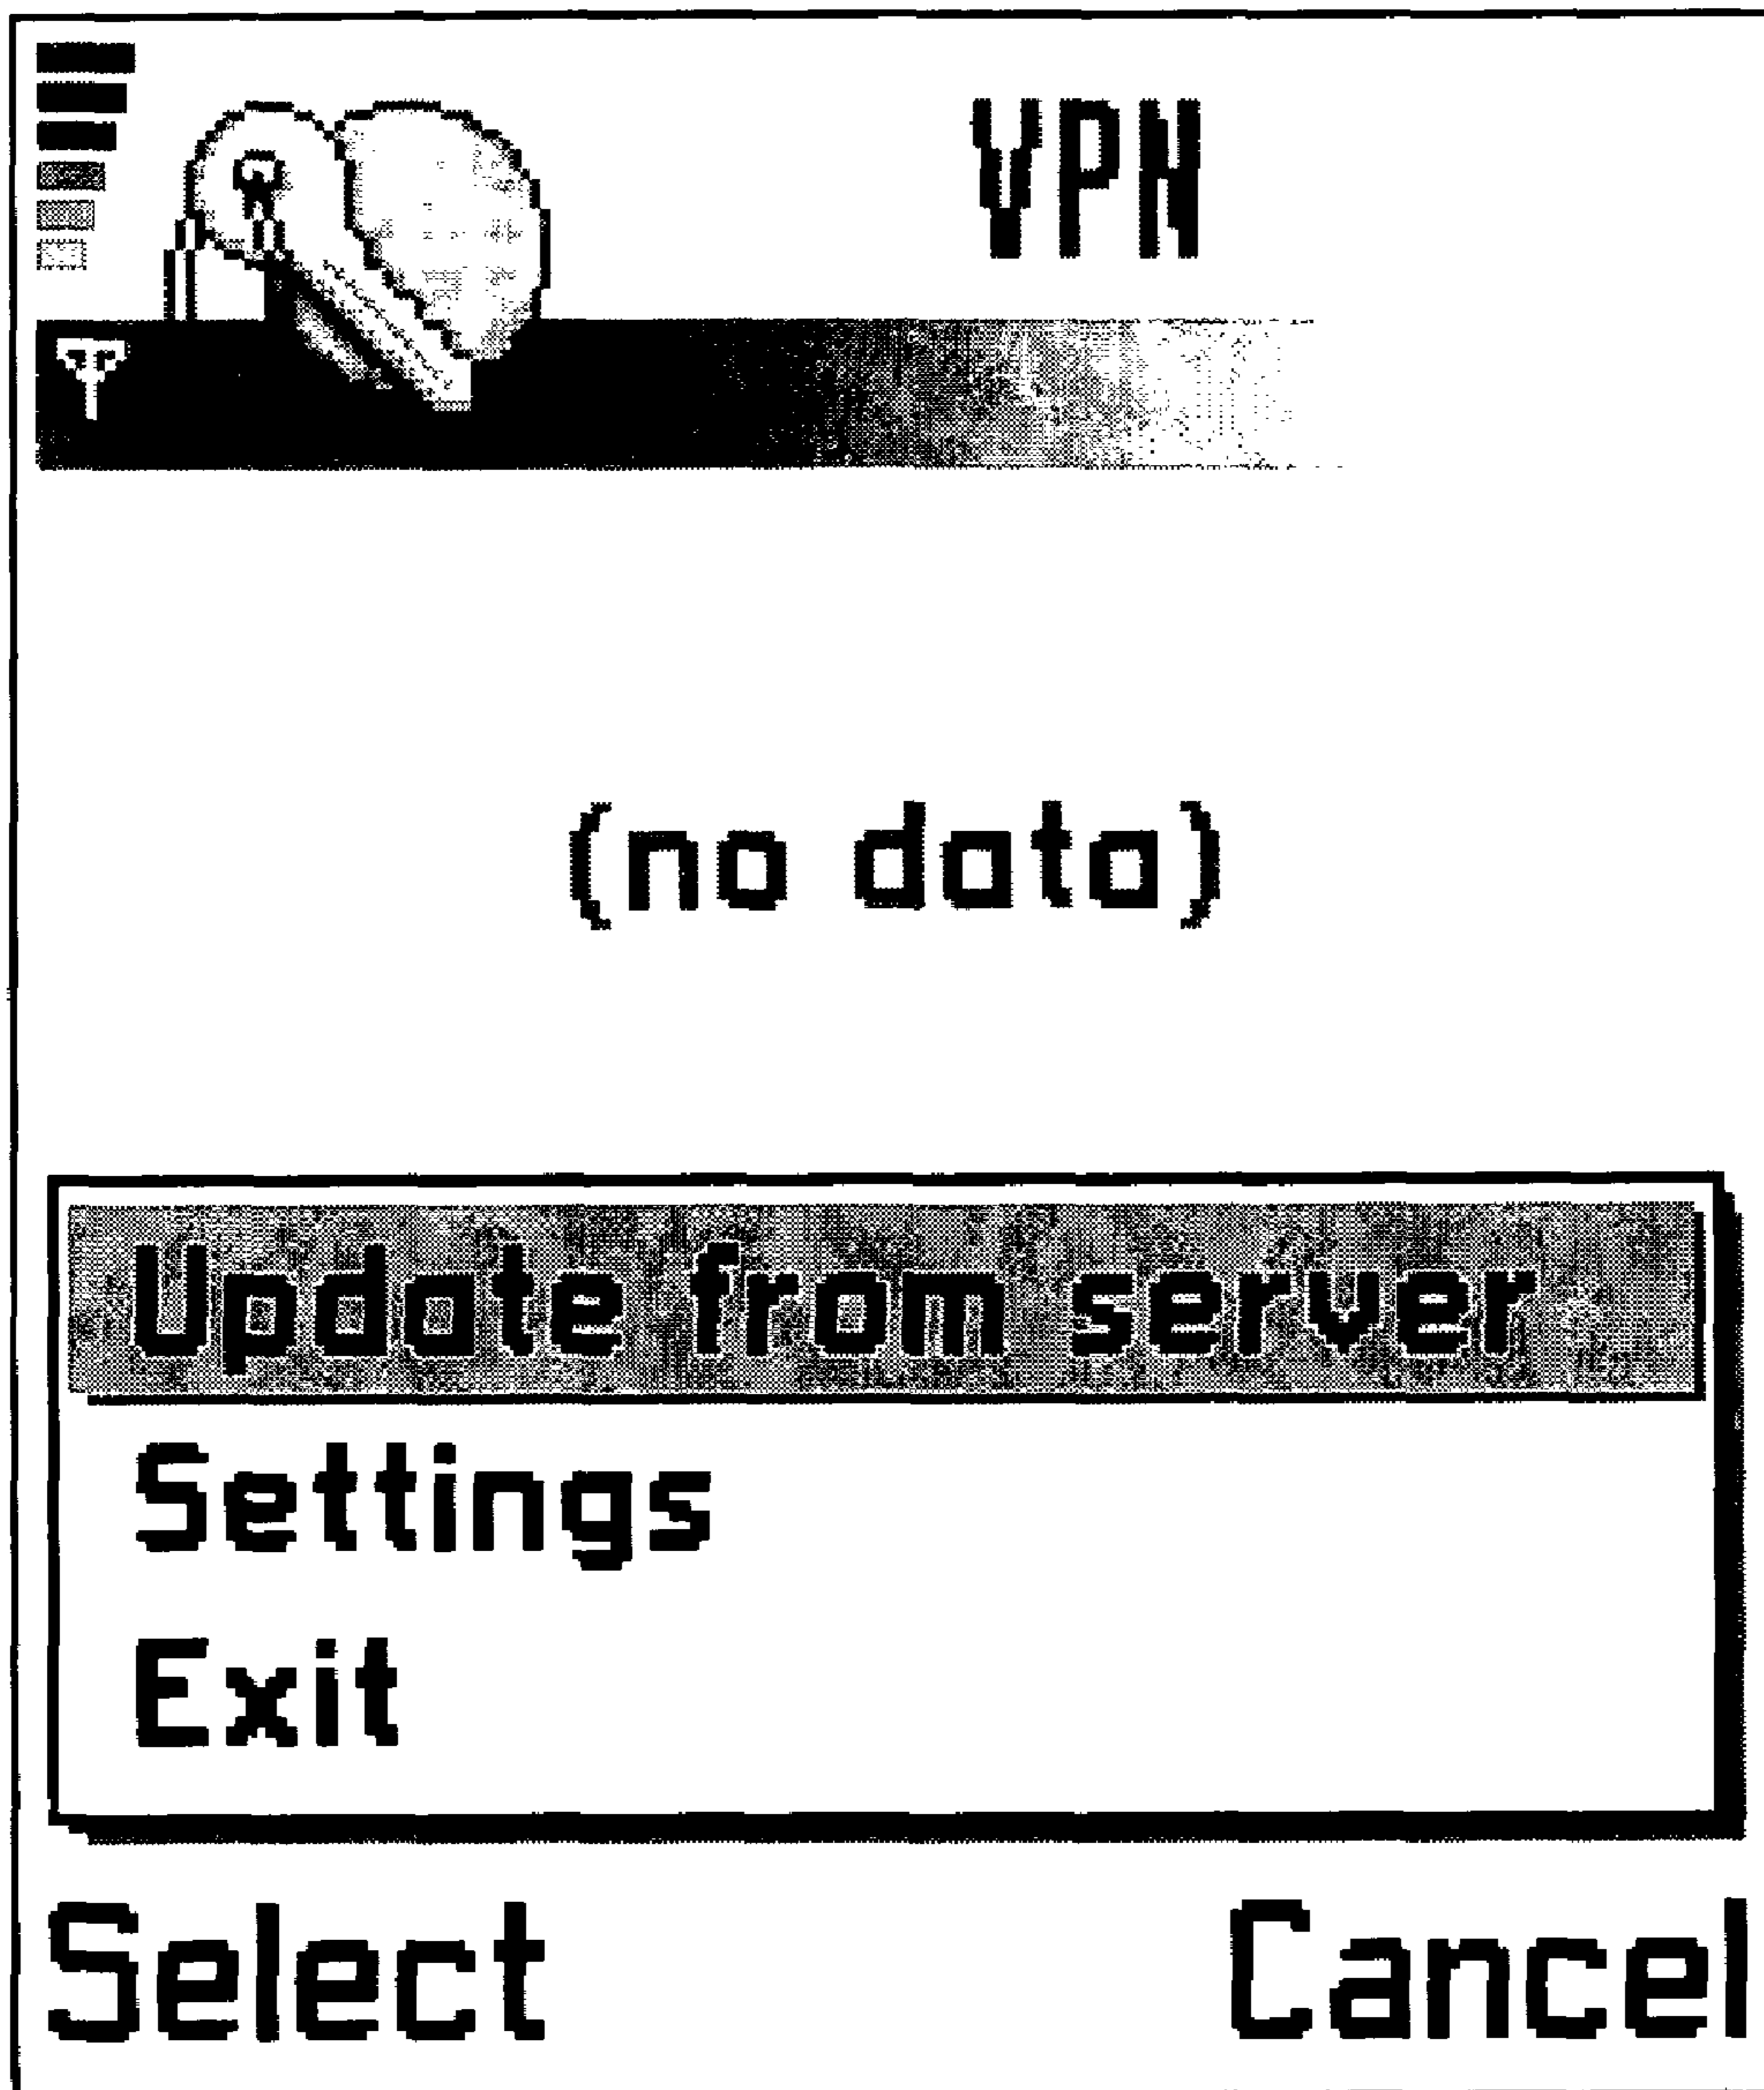 VPN
(no data)
Update from server
Settings
Exit
Select Cancel